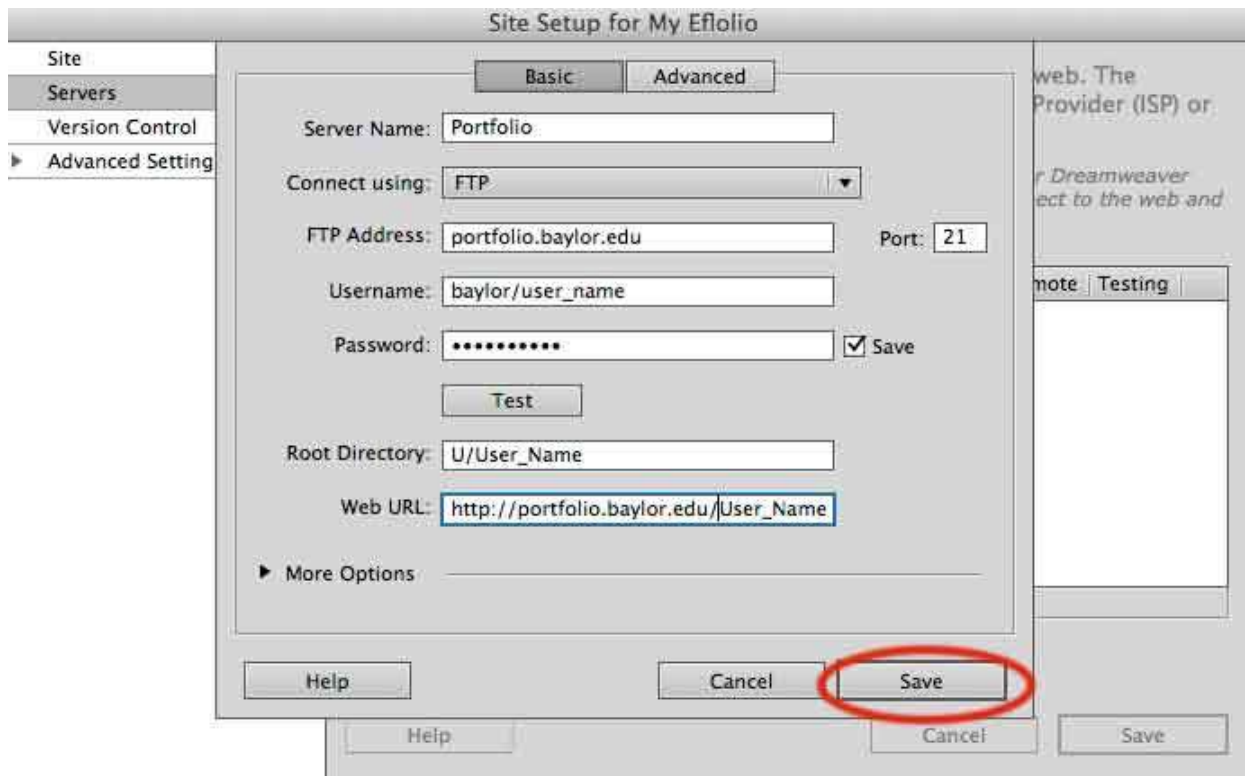 Site Setup for My Eflolio
Site
Servers
Version Control
Advanced Setting
Basic
Advanced
Server Name: Portfolio
Connect using: FTP
FTP Address: portfolio.baylor.edu Port: 21
Username: baylor/user_name
Password: •••••••••• Save
Test
Root Directory: U/User_Name
Web URL: http://portfolio.baylor.edu/User_Name
More Options
Help Cancel Save
web. The
Provider (ISP) or
r Dreamweaver
ect to the web and
mote Testing
Help Cancel Save